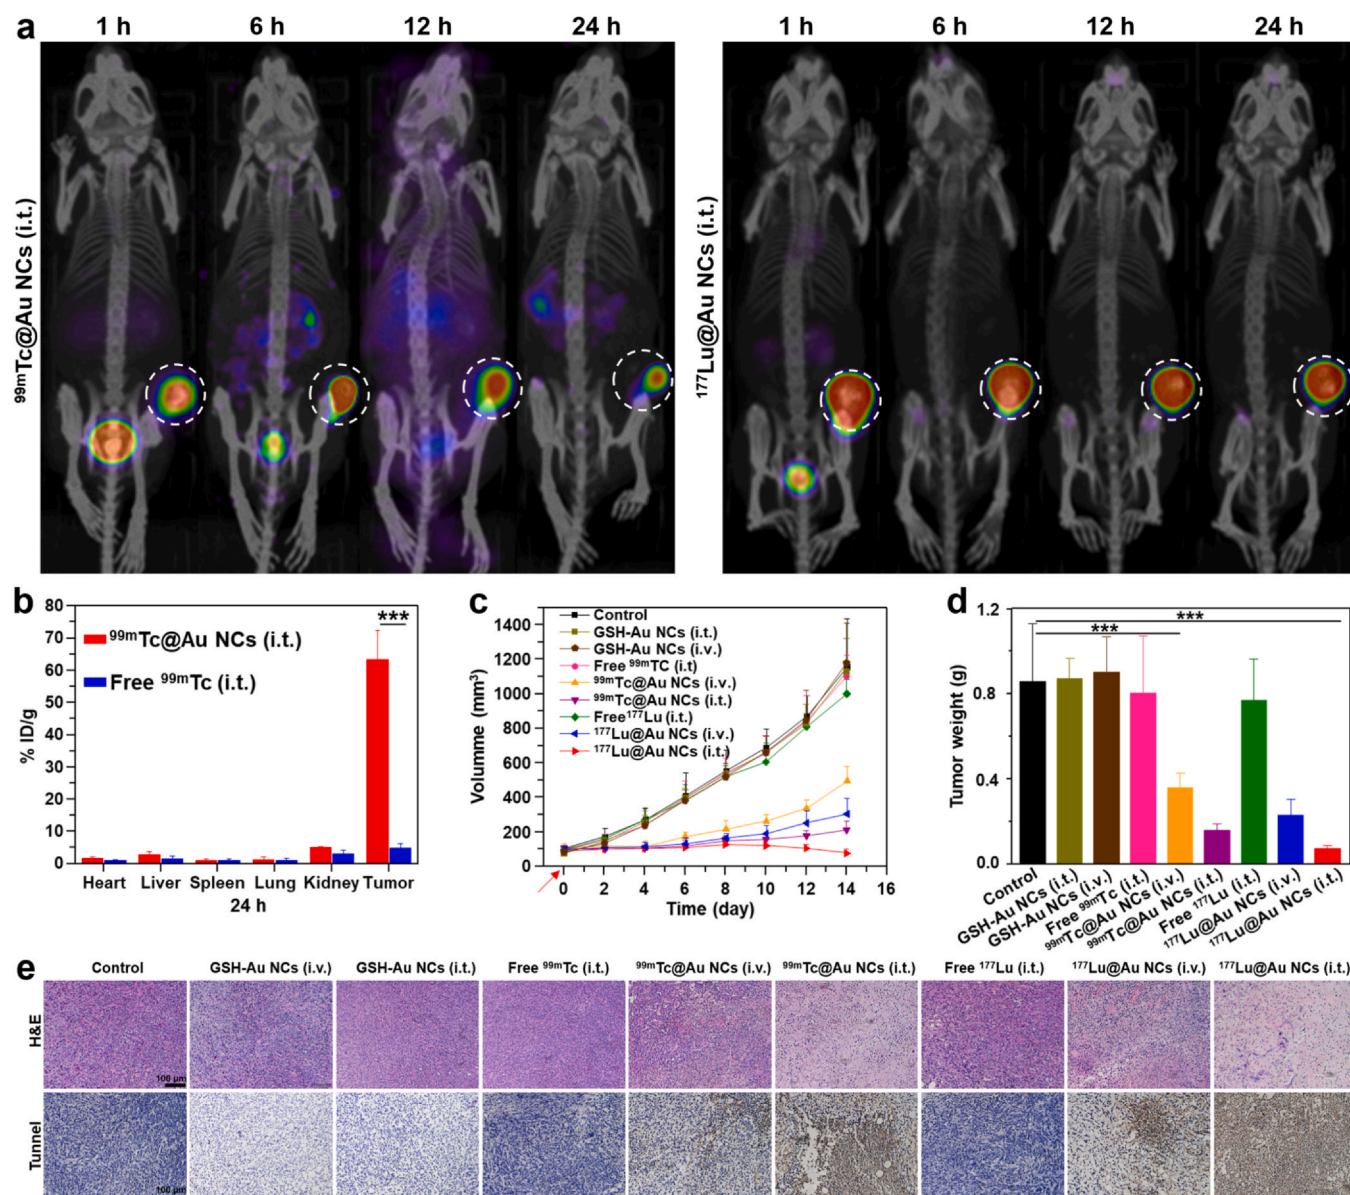 a
1 h 6 h 12 h 24 h 1 h 6 h 12 h 24 h
⁹⁹ᵐTc@Au NCs (i.t.)
¹⁷⁷Lu@Au NCs (i.t.)
b
80
70
60
50
40
30
20
10
0
% ID/g
⁹⁹ᵐTc@Au NCs (i.t.)
Free ⁹⁹ᵐTc (i.t.)
***
Heart Liver Spleen Lung Kidney Tumor
24 h
c
1400
1200
1000
800
600
400
200
0
Volumme (mm³)
Control
GSH-Au NCs (i.t.)
GSH-Au NCs (i.v.)
Free ⁹⁹ᵐTC (i.t)
⁹⁹ᵐTc@Au NCs (i.v.)
⁹⁹ᵐTc@Au NCs (i.t.)
Free¹⁷⁷Lu (i.t.)
¹⁷⁷Lu@Au NCs (i.v.)
¹⁷⁷Lu@Au NCs (i.t.)
0 2 4 6 8 10 12 14 16
Time (day)
d
1.2
0.8
0.4
0.0
Tumor weight (g)
***
***
Control
GSH-Au NCs (i.t.)
GSH-Au NCs (i.v.)
Free ⁹⁹ᵐTc (i.t.)
⁹⁹ᵐTc@Au NCs (i.v.)
⁹⁹ᵐTc@Au NCs (i.t.)
Free ¹⁷⁷Lu (i.t.)
¹⁷⁷Lu@Au NCs (i.v.)
¹⁷⁷Lu@Au NCs (i.t.)
e
Control GSH-Au NCs (i.v.) GSH-Au NCs (i.t.) Free ⁹⁹ᵐTc (i.t.) ⁹⁹ᵐTc@Au NCs (i.v.) ⁹⁹ᵐTc@Au NCs (i.t.) Free ¹⁷⁷Lu (i.t.) ¹⁷⁷Lu@Au NCs (i.v.) ¹⁷⁷Lu@Au NCs (i.t.)
H&E
100 μm
Tunnel
100 μm